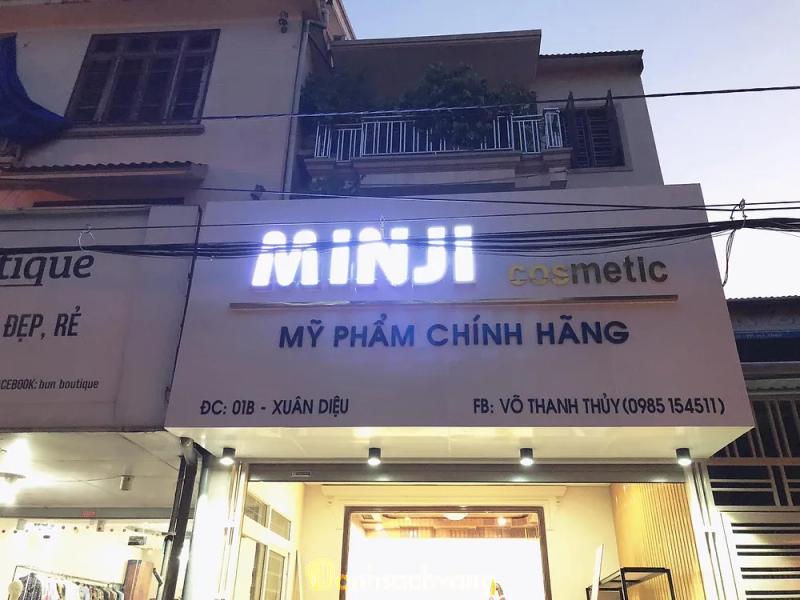 MINJI cosmetic
MỸ PHẨM CHÍNH HÃNG
ĐC: 01B - XUÂN DIỆU
FB: VÕ THANH THỦY (0985 154511)
tique
ĐẸP, RẺ
ACEBOOK: bun boutique